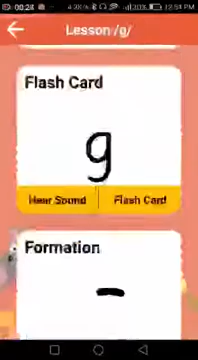 00:24
12:54 PM
Lesson /g/
Flash Card
g
Hear Sound
Flash Card
Formation